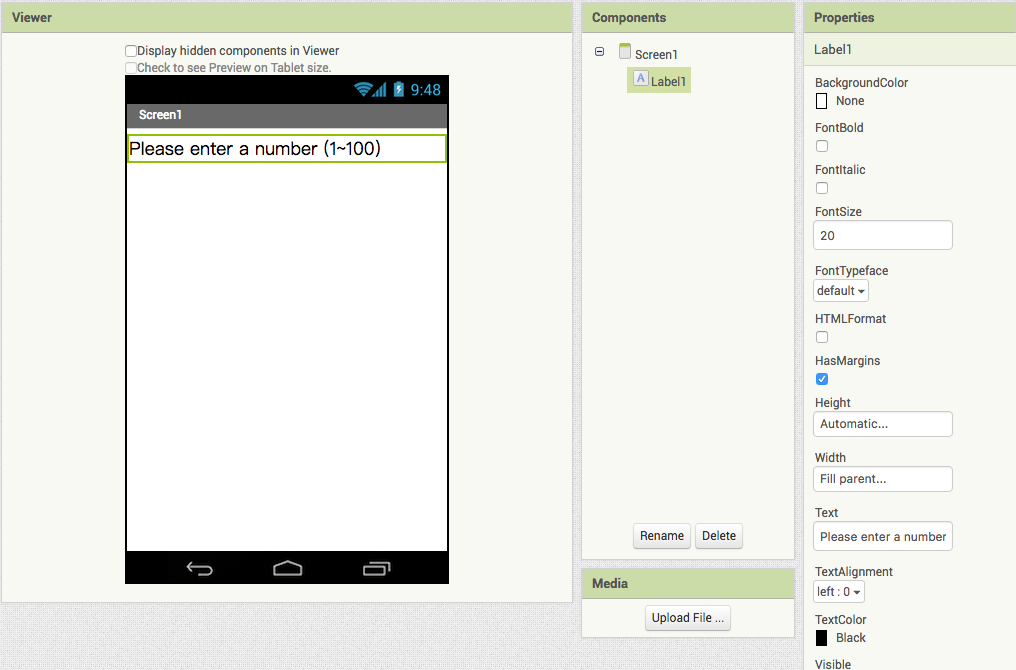 Viewer
Display hidden components in Viewer
Check to see Preview on Tablet size.
9:48
Screen1
Please enter a number (1~100)
Components
Screen1
A Label1
Rename
Delete
Media
Upload File ...
Properties
Label1
BackgroundColor
None
FontBold
FontItalic
FontSize
20
FontTypeface
default
HTMLFormat
HasMargins
Height
Automatic...
Width
Fill parent...
Text
Please enter a number
TextAlignment
left : 0
TextColor
Black
Visible